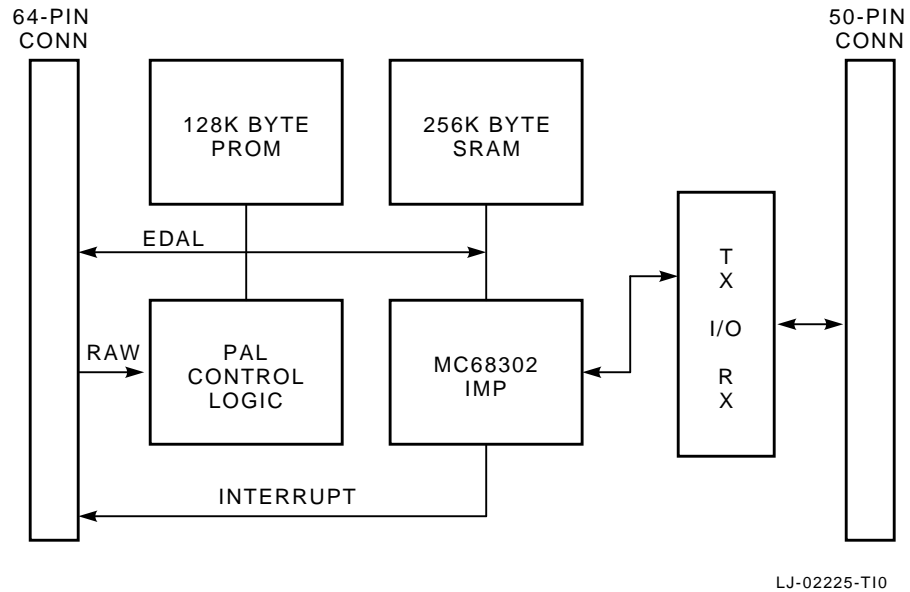 64-PIN
CONN
50-PIN
CONN
128K BYTE
PROM
256K BYTE
SRAM
EDAL
T
X
I/O
R
X
RAW
PAL
CONTROL
LOGIC
MC68302
IMP
INTERRUPT
LJ-02225-TI0